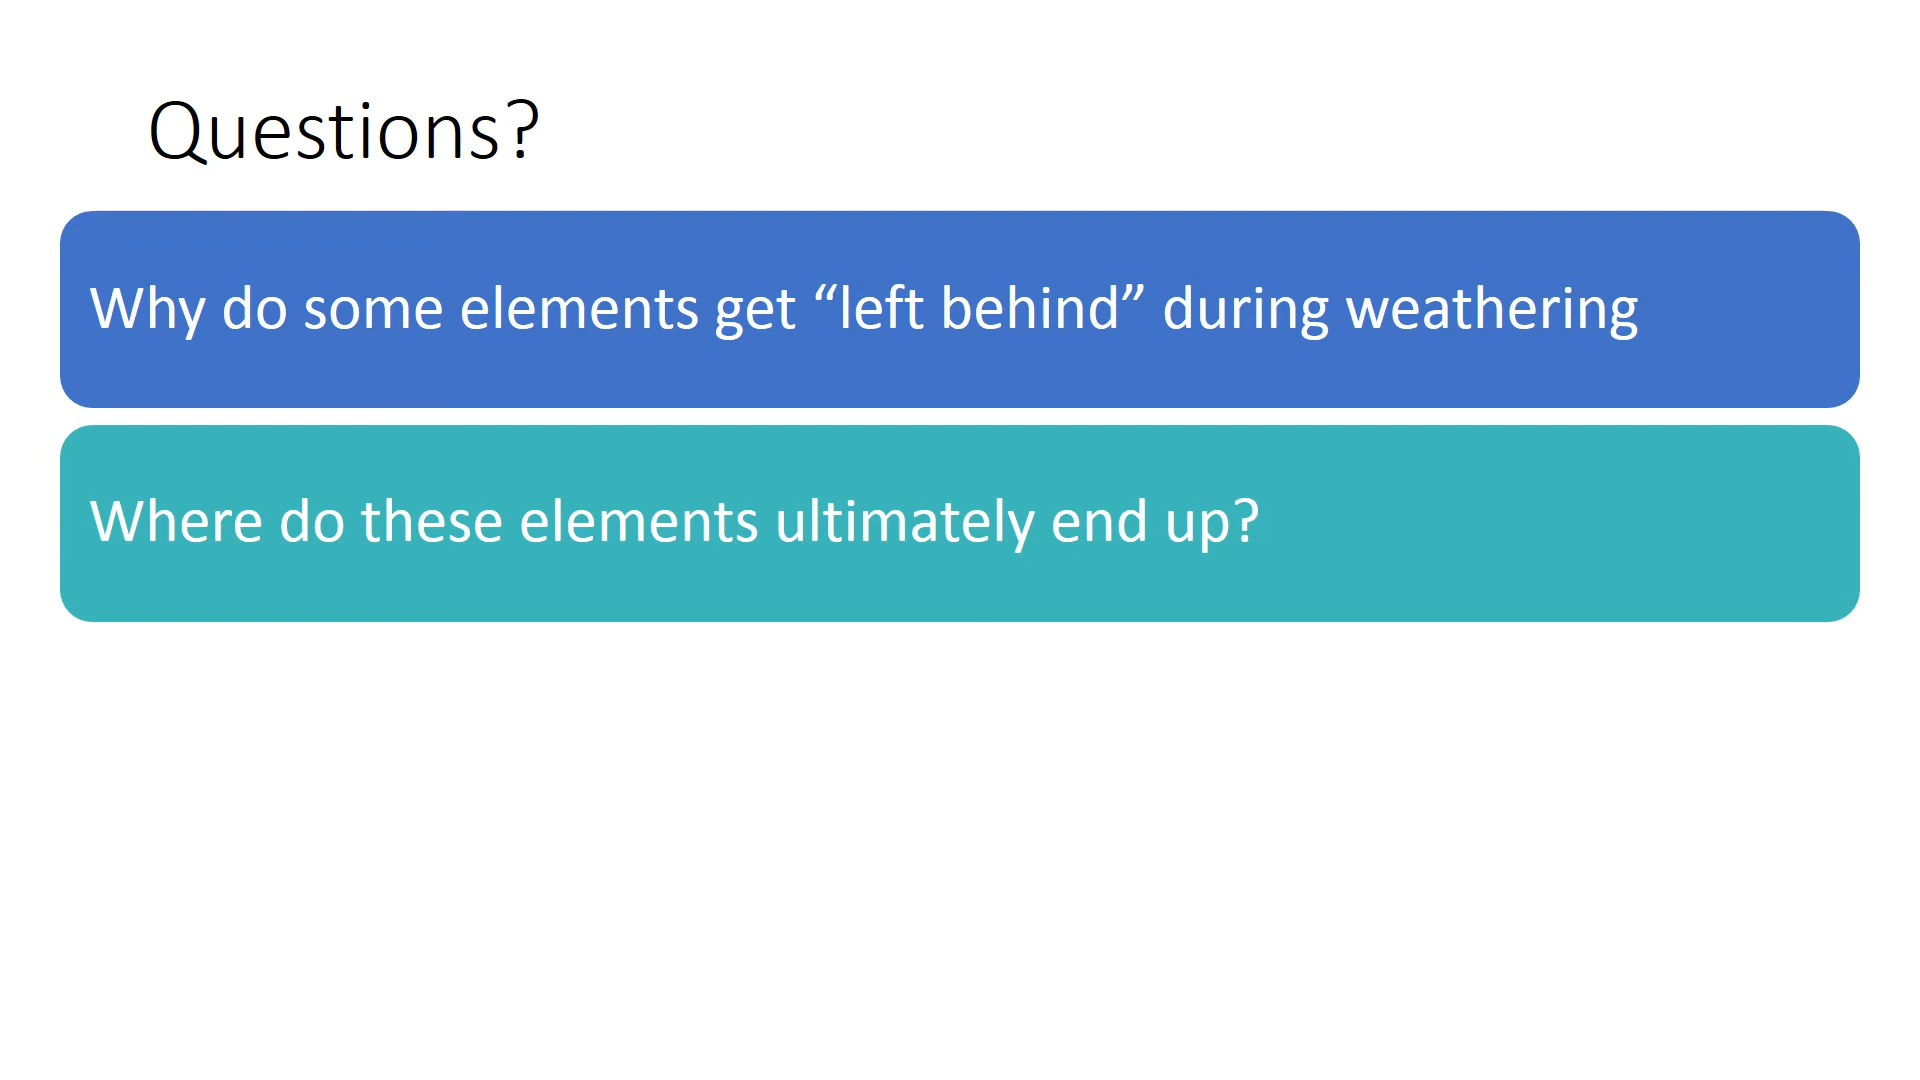 Questions?
Why do some elements get “left behind” during weathering
Where do these elements ultimately end up?